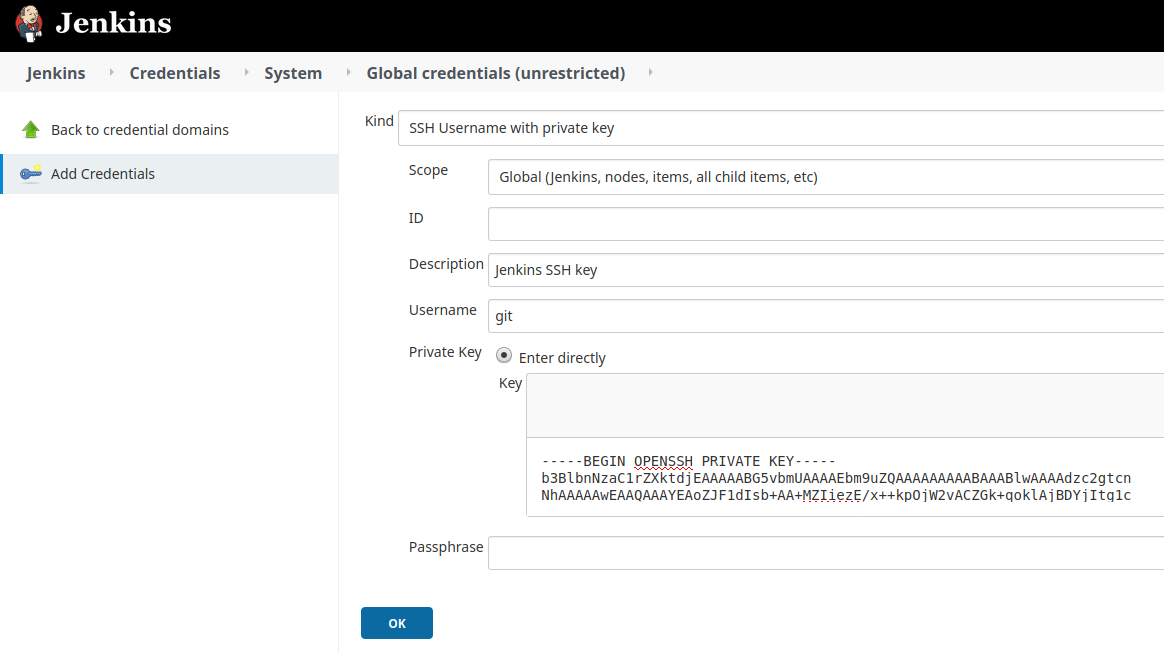 Jenkins
Jenkins Credentials System Global credentials (unrestricted)
Back to credential domains
Add Credentials
Kind SSH Username with private key
Scope Global (Jenkins, nodes, items, all child items, etc)
ID
Description Jenkins SSH key
Username git
Private Key Enter directly
Key
-----BEGIN OPENSSH PRIVATE KEY-----
b3BlbnNzaC1rZXktdjEAAAAABG5vbmUAAAAEbm9uZQAAAAAAAAABAAABlwAAAAdzc2gtcn
NhAAAAAwEAAQAAAYEAoZJF1dIsb+AA+MZIiezE/x++kpOjW2vACZGk+qoklAjBDYjItg1c
Passphrase
OK